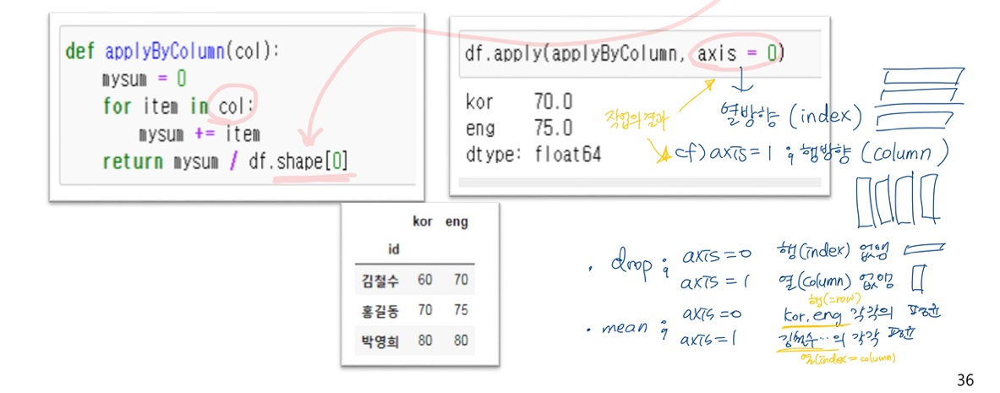 def applyByColumn(col):
mysum = 0
for item in col:
mysum += item
return mysum / df.shape[0]
df.apply(applyByColumn, axis = 0)
kor 70.0
eng 75.0
dtype: float64
작업의 결과
열방향 (index)
cf) axis = 1 ; 행방향 (column)
kor eng
id
김철수 60 70
홍길동 70 75
박영희 80 80
• drop ; axis=0 행(index) 없앰
axis=1 열(column) 없앰
행(=row)
• mean ; axis=0 kor, eng 각각의 평균
axis=1 김철수…의 각각 평균
열(index=column)
36